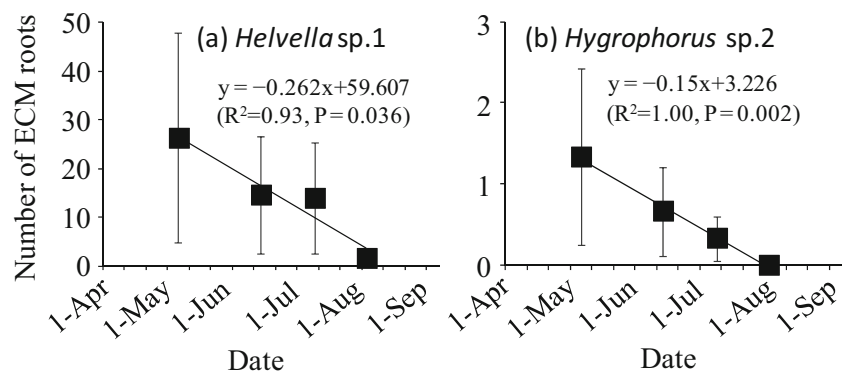 (a) Helvella sp.1
y = −0.262x+59.607
(R²=0.93, P = 0.036)
Number of ECM roots
50
40
30
20
10
0
1-Apr
1-May
1-Jun
1-Jul
1-Aug
1-Sep
Date
(b) Hygrophorus sp.2
y = −0.15x+3.226
(R²=1.00, P = 0.002)
3
2
1
0
1-Apr
1-May
1-Jun
1-Jul
1-Aug
1-Sep
Date